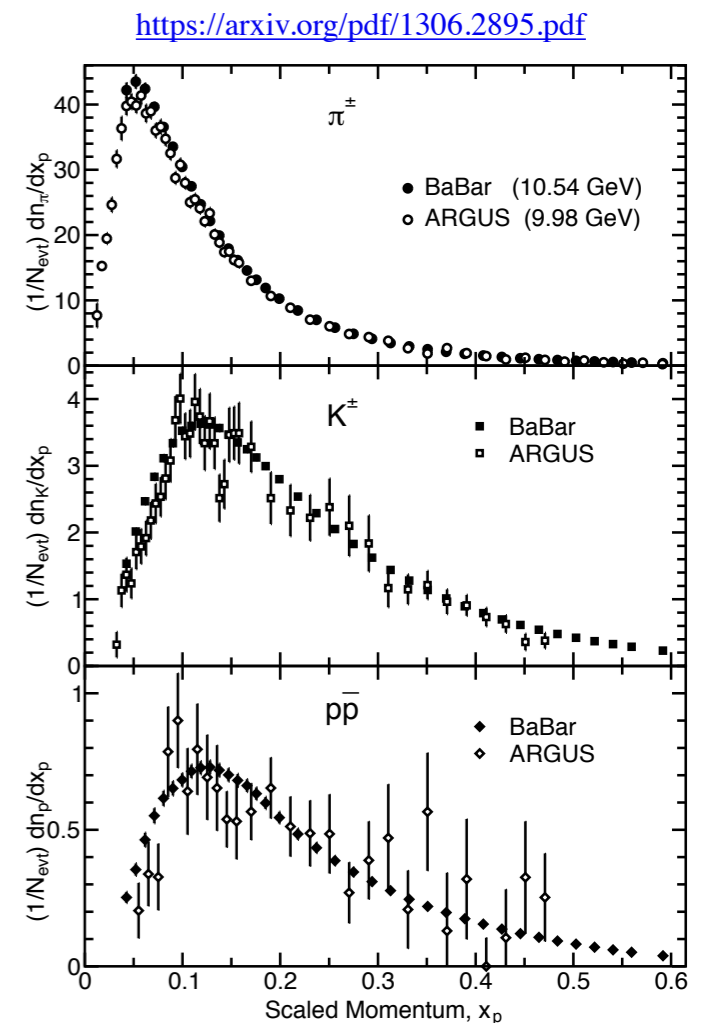 https://arxiv.org/pdf/1306.2895.pdf
π±
BaBar (10.54 GeV)
ARGUS (9.98 GeV)
(1/Nevt) dnπ/dxp
40
30
20
10
0
K±
BaBar
ARGUS
(1/Nevt) dnK/dxp
4
3
2
1
0
pp̅
BaBar
ARGUS
(1/Nevt) dnp/dxp
1
0.5
0
0 0.1 0.2 0.3 0.4 0.5 0.6
Scaled Momentum, xp